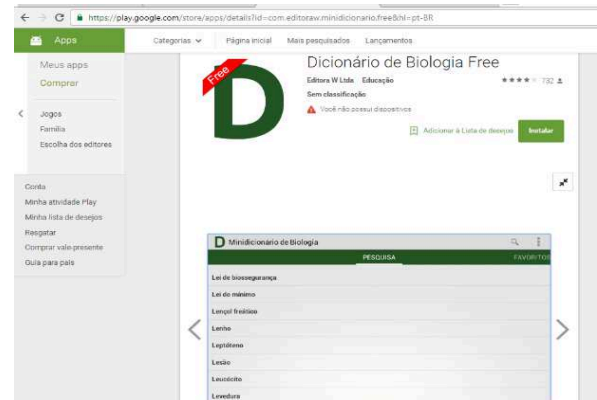 https://play.google.com/store/apps/details?id=com.editoraw.minidicionario.free&hl=pt-BR
Apps
Categorias
Página inicial
Mais pesquisados
Lançamentos
Meus apps
Comprar
Jogos
Família
Escolha dos editores
Conta
Minha atividade Play
Minha lista de desejos
Resgatar
Comprar vale-presente
Guia para pais
Free
D
Dicionário de Biologia Free
Editora W Ltda Educação
732
Sem classificação
Você não possui dispositivos
Adicionar à Lista de desejos
Instalar
D Minidicionário de Biologia
PESQUISA
FAVORITOS
Lei de biossegurança
Lei do mínimo
Lençol freático
Lenho
Leptóteno
Lesão
Leucócito
Levedura